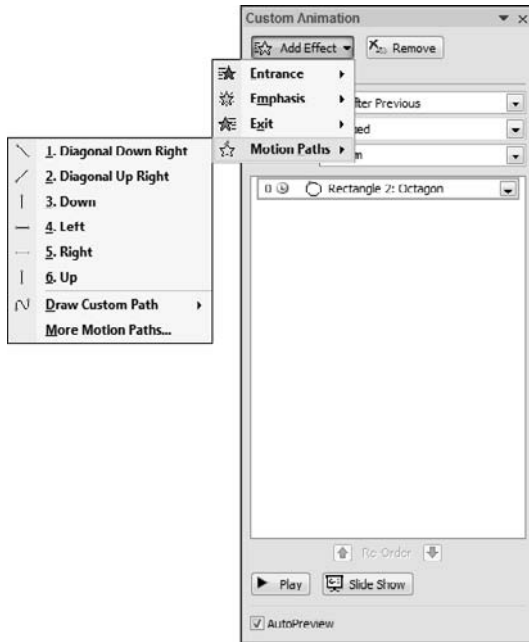 Custom Animation
Add Effect
Remove
Entrance
Emphasis
Exit
Motion Paths
fter Previous
ed
m
1. Diagonal Down Right
2. Diagonal Up Right
3. Down
4. Left
5. Right
6. Up
Draw Custom Path
More Motion Paths...
0
Rectangle 2: Octagon
Re-Order
Play
Slide Show
AutoPreview